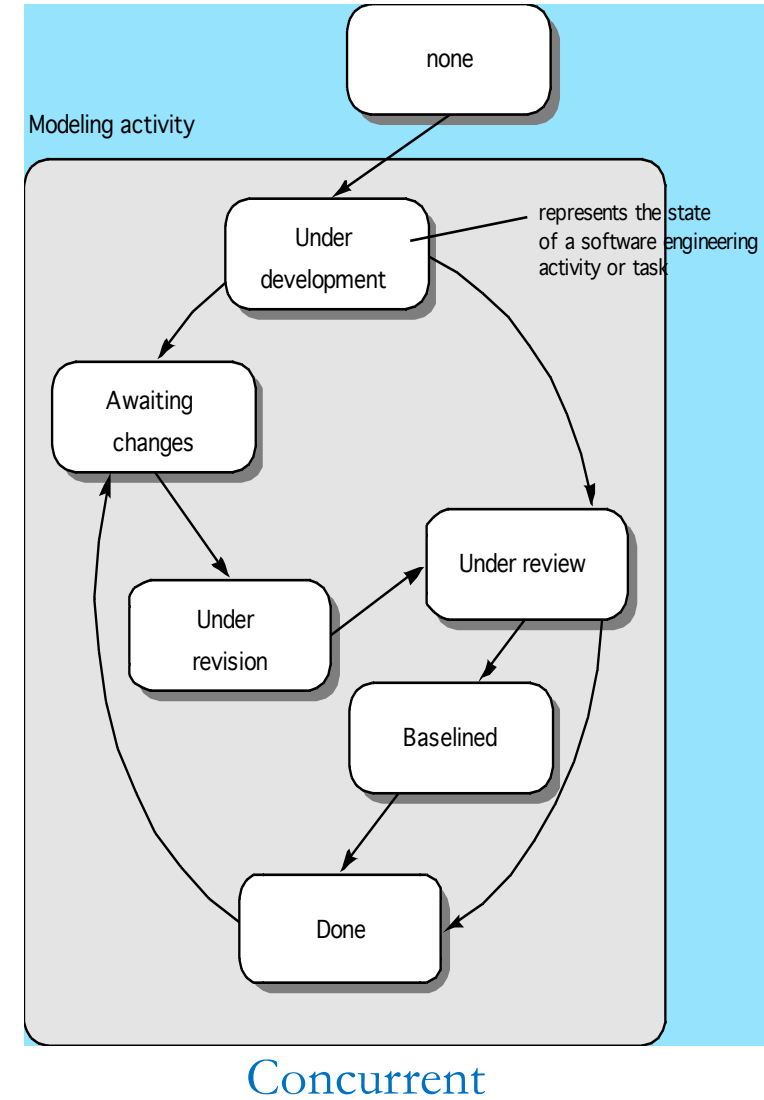 none
Modeling activity
represents the state
of a software engineering
activity or task
Under
development
Awaiting
changes
Under review
Under
revision
Baselined
Done
Concurrent